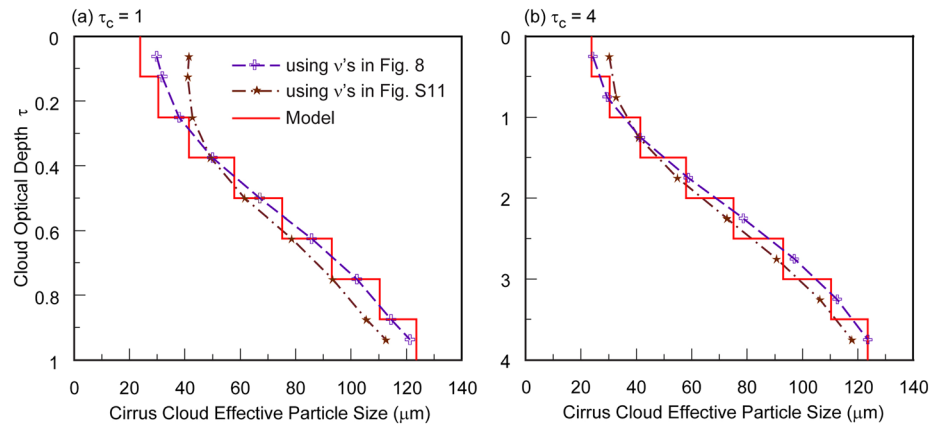 (a) τc = 1
(b) τc = 4
0
0.2
0.4
0.6
0.8
1
Cloud Optical Depth τ
using ν's in Fig. 8
using ν's in Fig. S11
Model
0 20 40 60 80 100 120 140
Cirrus Cloud Effective Particle Size (μm)
0
1
2
3
4
0 20 40 60 80 100 120 140
Cirrus Cloud Effective Particle Size (μm)